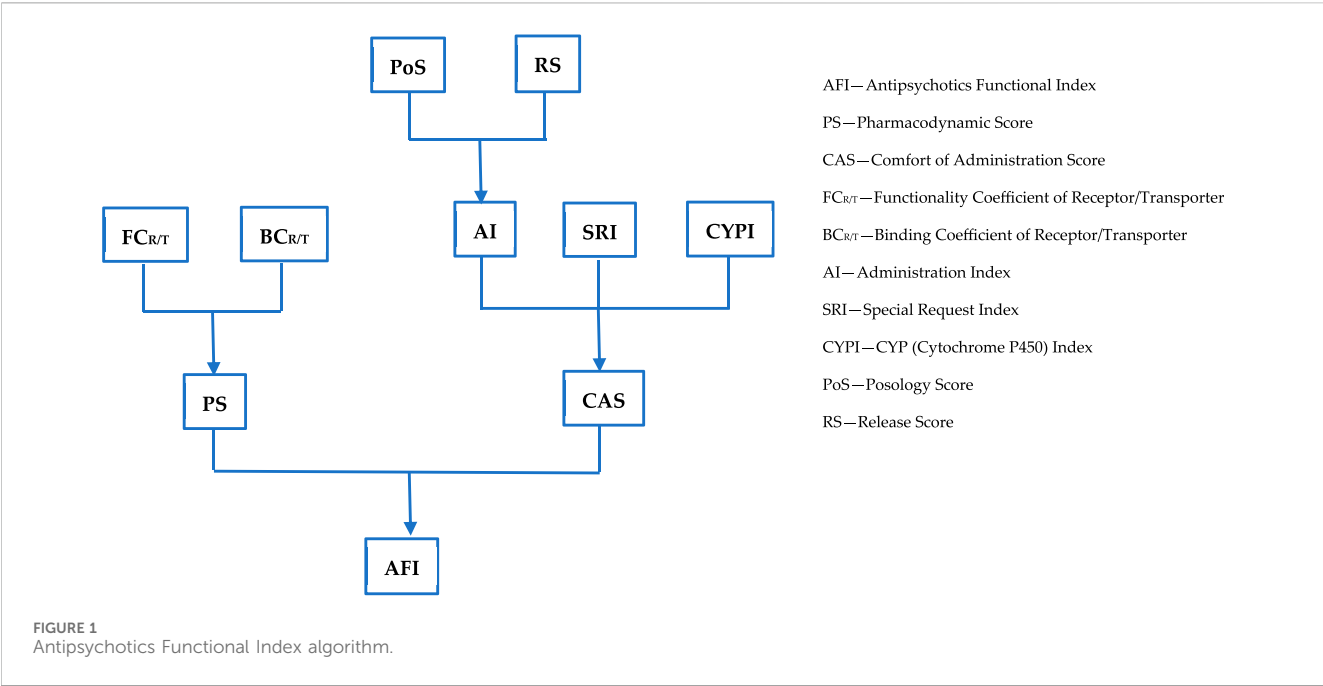 PoS
RS
FCR/T
BCR/T
AI
SRI
CYPI
PS
CAS
AFI
AFI—Antipsychotics Functional Index
PS—Pharmacodynamic Score
CAS—Comfort of Administration Score
FCR/T—Functionality Coefficient of Receptor/Transporter
BCR/T—Binding Coefficient of Receptor/Transporter
AI—Administration Index
SRI—Special Request Index
CYPI—CYP (Cytochrome P450) Index
PoS—Posology Score
RS—Release Score
FIGURE 1
Antipsychotics Functional Index algorithm.